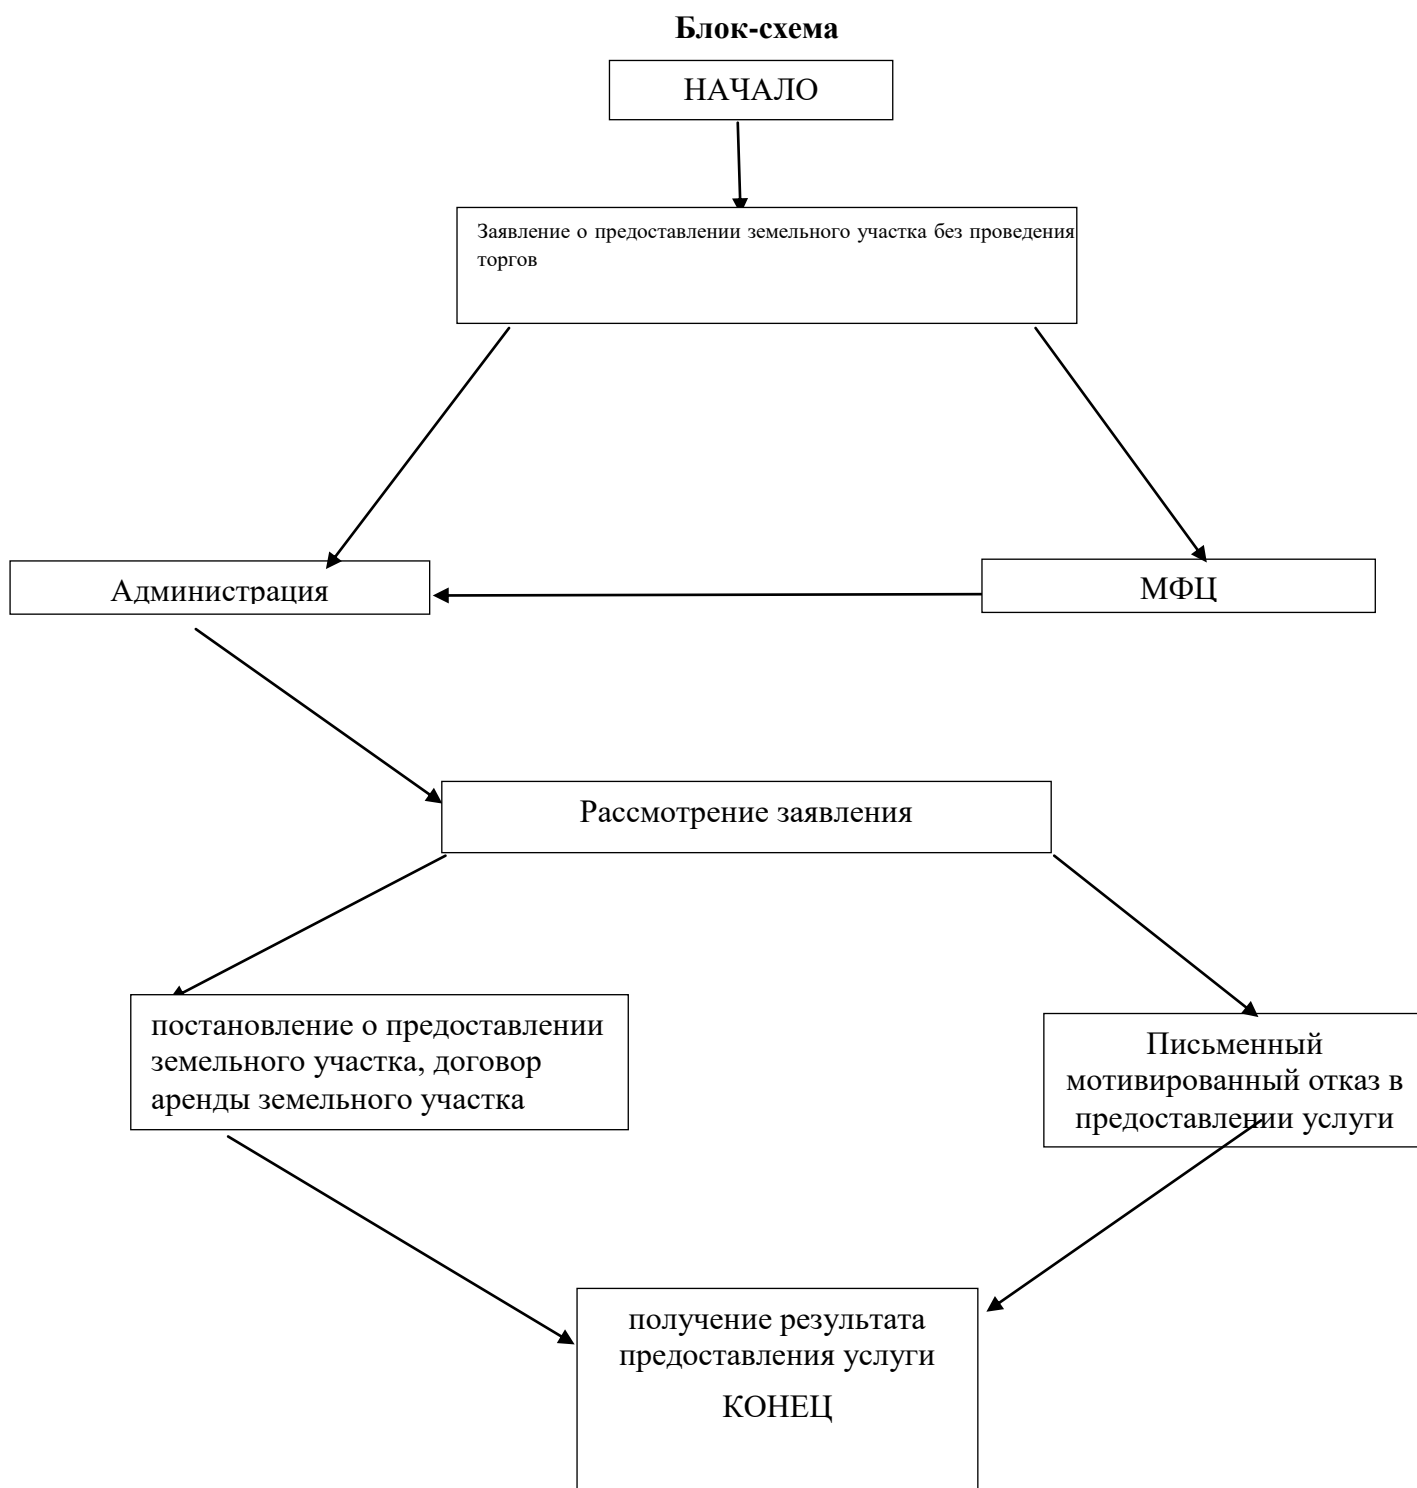 Блок-схема
НАЧАЛО
Заявление о предоставлении земельного участка без проведения
торгов
Администрация
МФЦ
Рассмотрение заявления
постановление о предоставлении
земельного участка, договор
аренды земельного участка
Письменный
мотивированный отказ в
предоставлении услуги
получение результата
предоставления услуги
КОНЕЦ